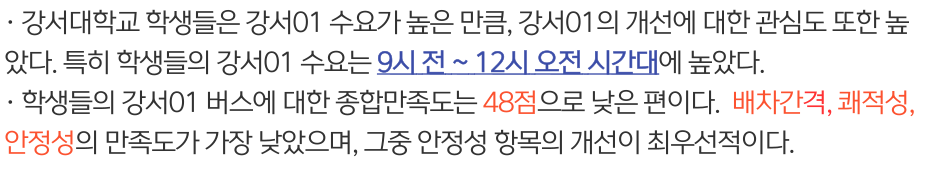 · 강서대학교 학생들은 강서01 수요가 높은 만큼, 강서01의 개선에 대한 관심도 또한 높
았다. 특히 학생들의 강서01 수요는 9시 전 ~ 12시 오전 시간대에 높았다.
· 학생들의 강서01 버스에 대한 종합만족도는 48점으로 낮은 편이다. 배차간격, 쾌적성,
안정성의 만족도가 가장 낮았으며, 그중 안정성 항목의 개선이 최우선적이다.